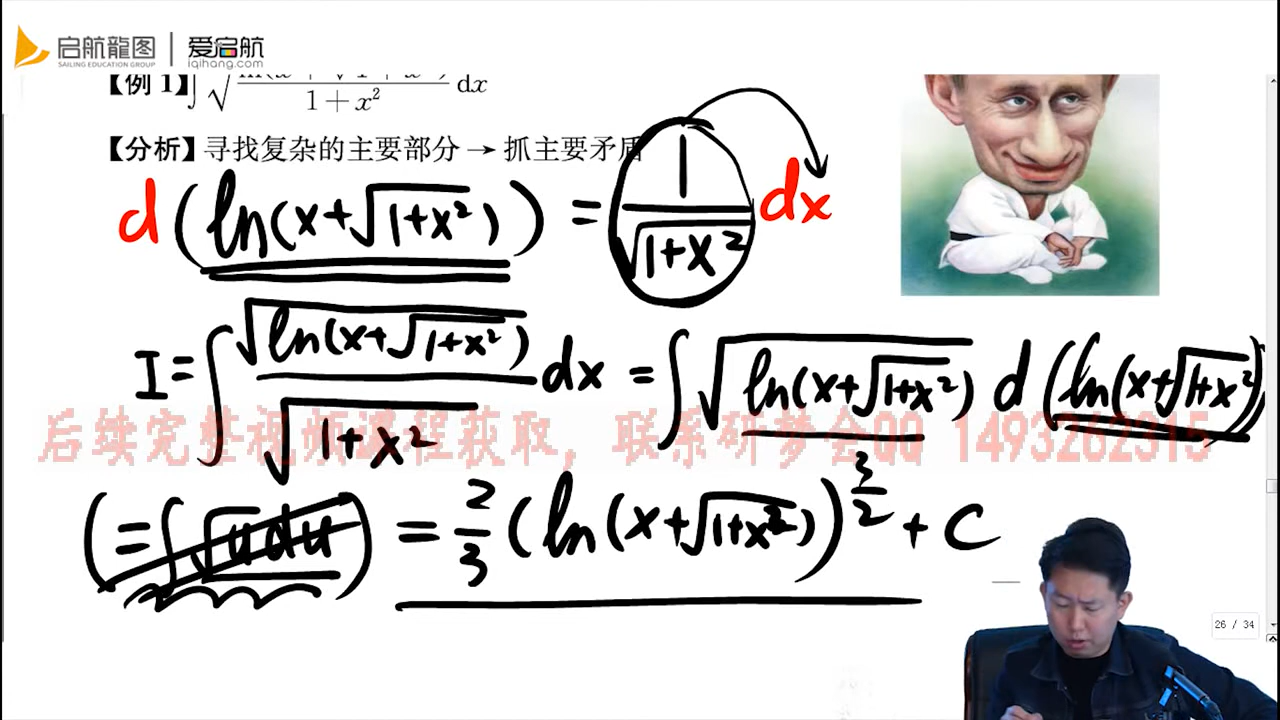 启航龍图 | 爱启航
SAILING EDUCATION GROUP iqihang.com
【例 1】∫ √ 1 + x² dx
【分析】寻找复杂的主要部分 → 抓主要矛盾
d (ln(x+√1+x²)) = 1/√1+x² dx
I = ∫ √ln(x+√1+x²) / √1+x² dx = ∫ √ln(x+√1+x²) d (ln(x+√1+x²))
后续完整视频课程获取，联系研梦会QQ 1493262315
(=∫√u du) = 2/3 (ln(x+√1+x²))^3/2 + C
26 / 34